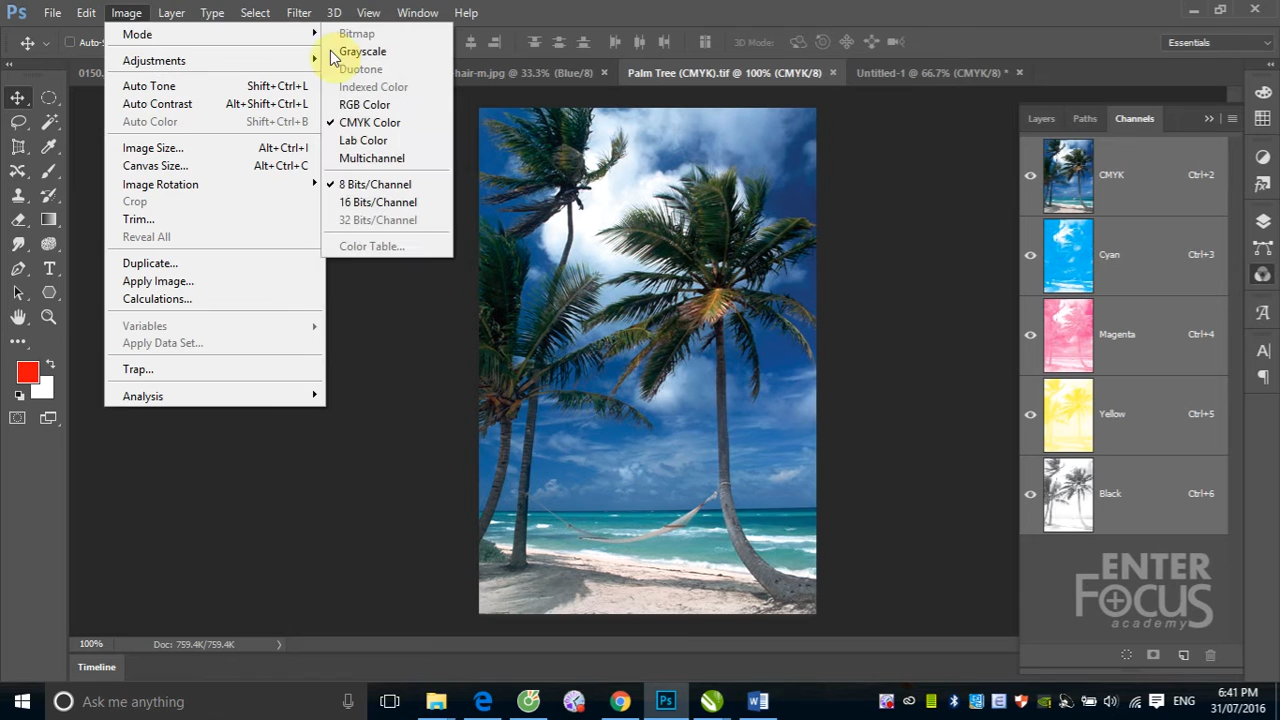 Ps File Edit Image Layer Type Select Filter 3D View Window Help
3D Mode:
Essentials
hair-m.jpg @ 33.3% (Blue/8) ×
Palm Tree (CMYK).tif @ 100% (CMYK/8) ×
Untitled-1 @ 66.7% (CMYK/8) * ×
Mode
Adjustments
Auto Tone Shift+Ctrl+L
Auto Contrast Alt+Shift+Ctrl+L
Auto Color Shift+Ctrl+B
Image Size... Alt+Ctrl+I
Canvas Size... Alt+Ctrl+C
Image Rotation
Crop
Trim...
Reveal All
Duplicate...
Apply Image...
Calculations...
Variables
Apply Data Set...
Trap...
Analysis
Bitmap
Grayscale
Duotone
Indexed Color
RGB Color
CMYK Color
Lab Color
Multichannel
8 Bits/Channel
16 Bits/Channel
32 Bits/Channel
Color Table...
Layers Paths Channels
CMYK Ctrl+2
Cyan Ctrl+3
Magenta Ctrl+4
Yellow Ctrl+5
Black Ctrl+6
ENTER
FOCUS
academy
100% Doc: 759.4K/759.4K
Timeline
Ask me anything
ENG
6:41 PM
31/07/2016